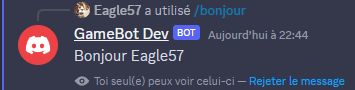 Eagle57 a utilisé /bonjour
GameBot Dev BOT Aujourd'hui à 22:44
Bonjour Eagle57
Toi seul(e) peux voir celui-ci — Rejeter le message